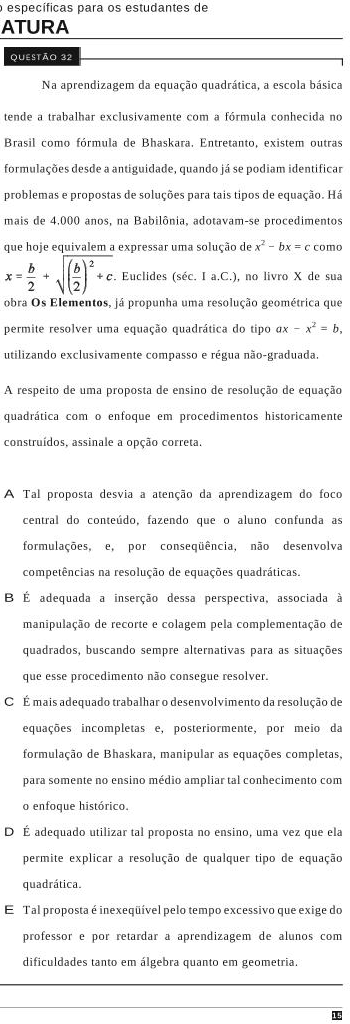 o específicas para os estudantes de
ATURA
QUESTÃO 32
Na aprendizagem da equação quadrática, a escola básica
tende a trabalhar exclusivamente com a fórmula conhecida no
Brasil como fórmula de Bhaskara. Entretanto, existem outras
formulações desde a antiguidade, quando já se podiam identificar
problemas e propostas de soluções para tais tipos de equação. Há
mais de 4.000 anos, na Babilônia, adotavam-se procedimentos
que hoje equivalem a expressar uma solução de x² − bx = c como
x = b/2 + √((b/2)² + c). Euclides (séc. I a.C.), no livro X de sua
obra Os Elementos, já propunha uma resolução geométrica que
permite resolver uma equação quadrática do tipo ax − x² = b,
utilizando exclusivamente compasso e régua não-graduada.
A respeito de uma proposta de ensino de resolução de equação
quadrática com o enfoque em procedimentos historicamente
construídos, assinale a opção correta.
A Tal proposta desvia a atenção da aprendizagem do foco
central do conteúdo, fazendo que o aluno confunda as
formulações, e, por conseqüência, não desenvolva
competências na resolução de equações quadráticas.
B É adequada a inserção dessa perspectiva, associada à
manipulação de recorte e colagem pela complementação de
quadrados, buscando sempre alternativas para as situações
que esse procedimento não consegue resolver.
C É mais adequado trabalhar o desenvolvimento da resolução de
equações incompletas e, posteriormente, por meio da
formulação de Bhaskara, manipular as equações completas,
para somente no ensino médio ampliar tal conhecimento com
o enfoque histórico.
D É adequado utilizar tal proposta no ensino, uma vez que ela
permite explicar a resolução de qualquer tipo de equação
quadrática.
E Tal proposta é inexeqüível pelo tempo excessivo que exige do
professor e por retardar a aprendizagem de alunos com
dificuldades tanto em álgebra quanto em geometria.
15